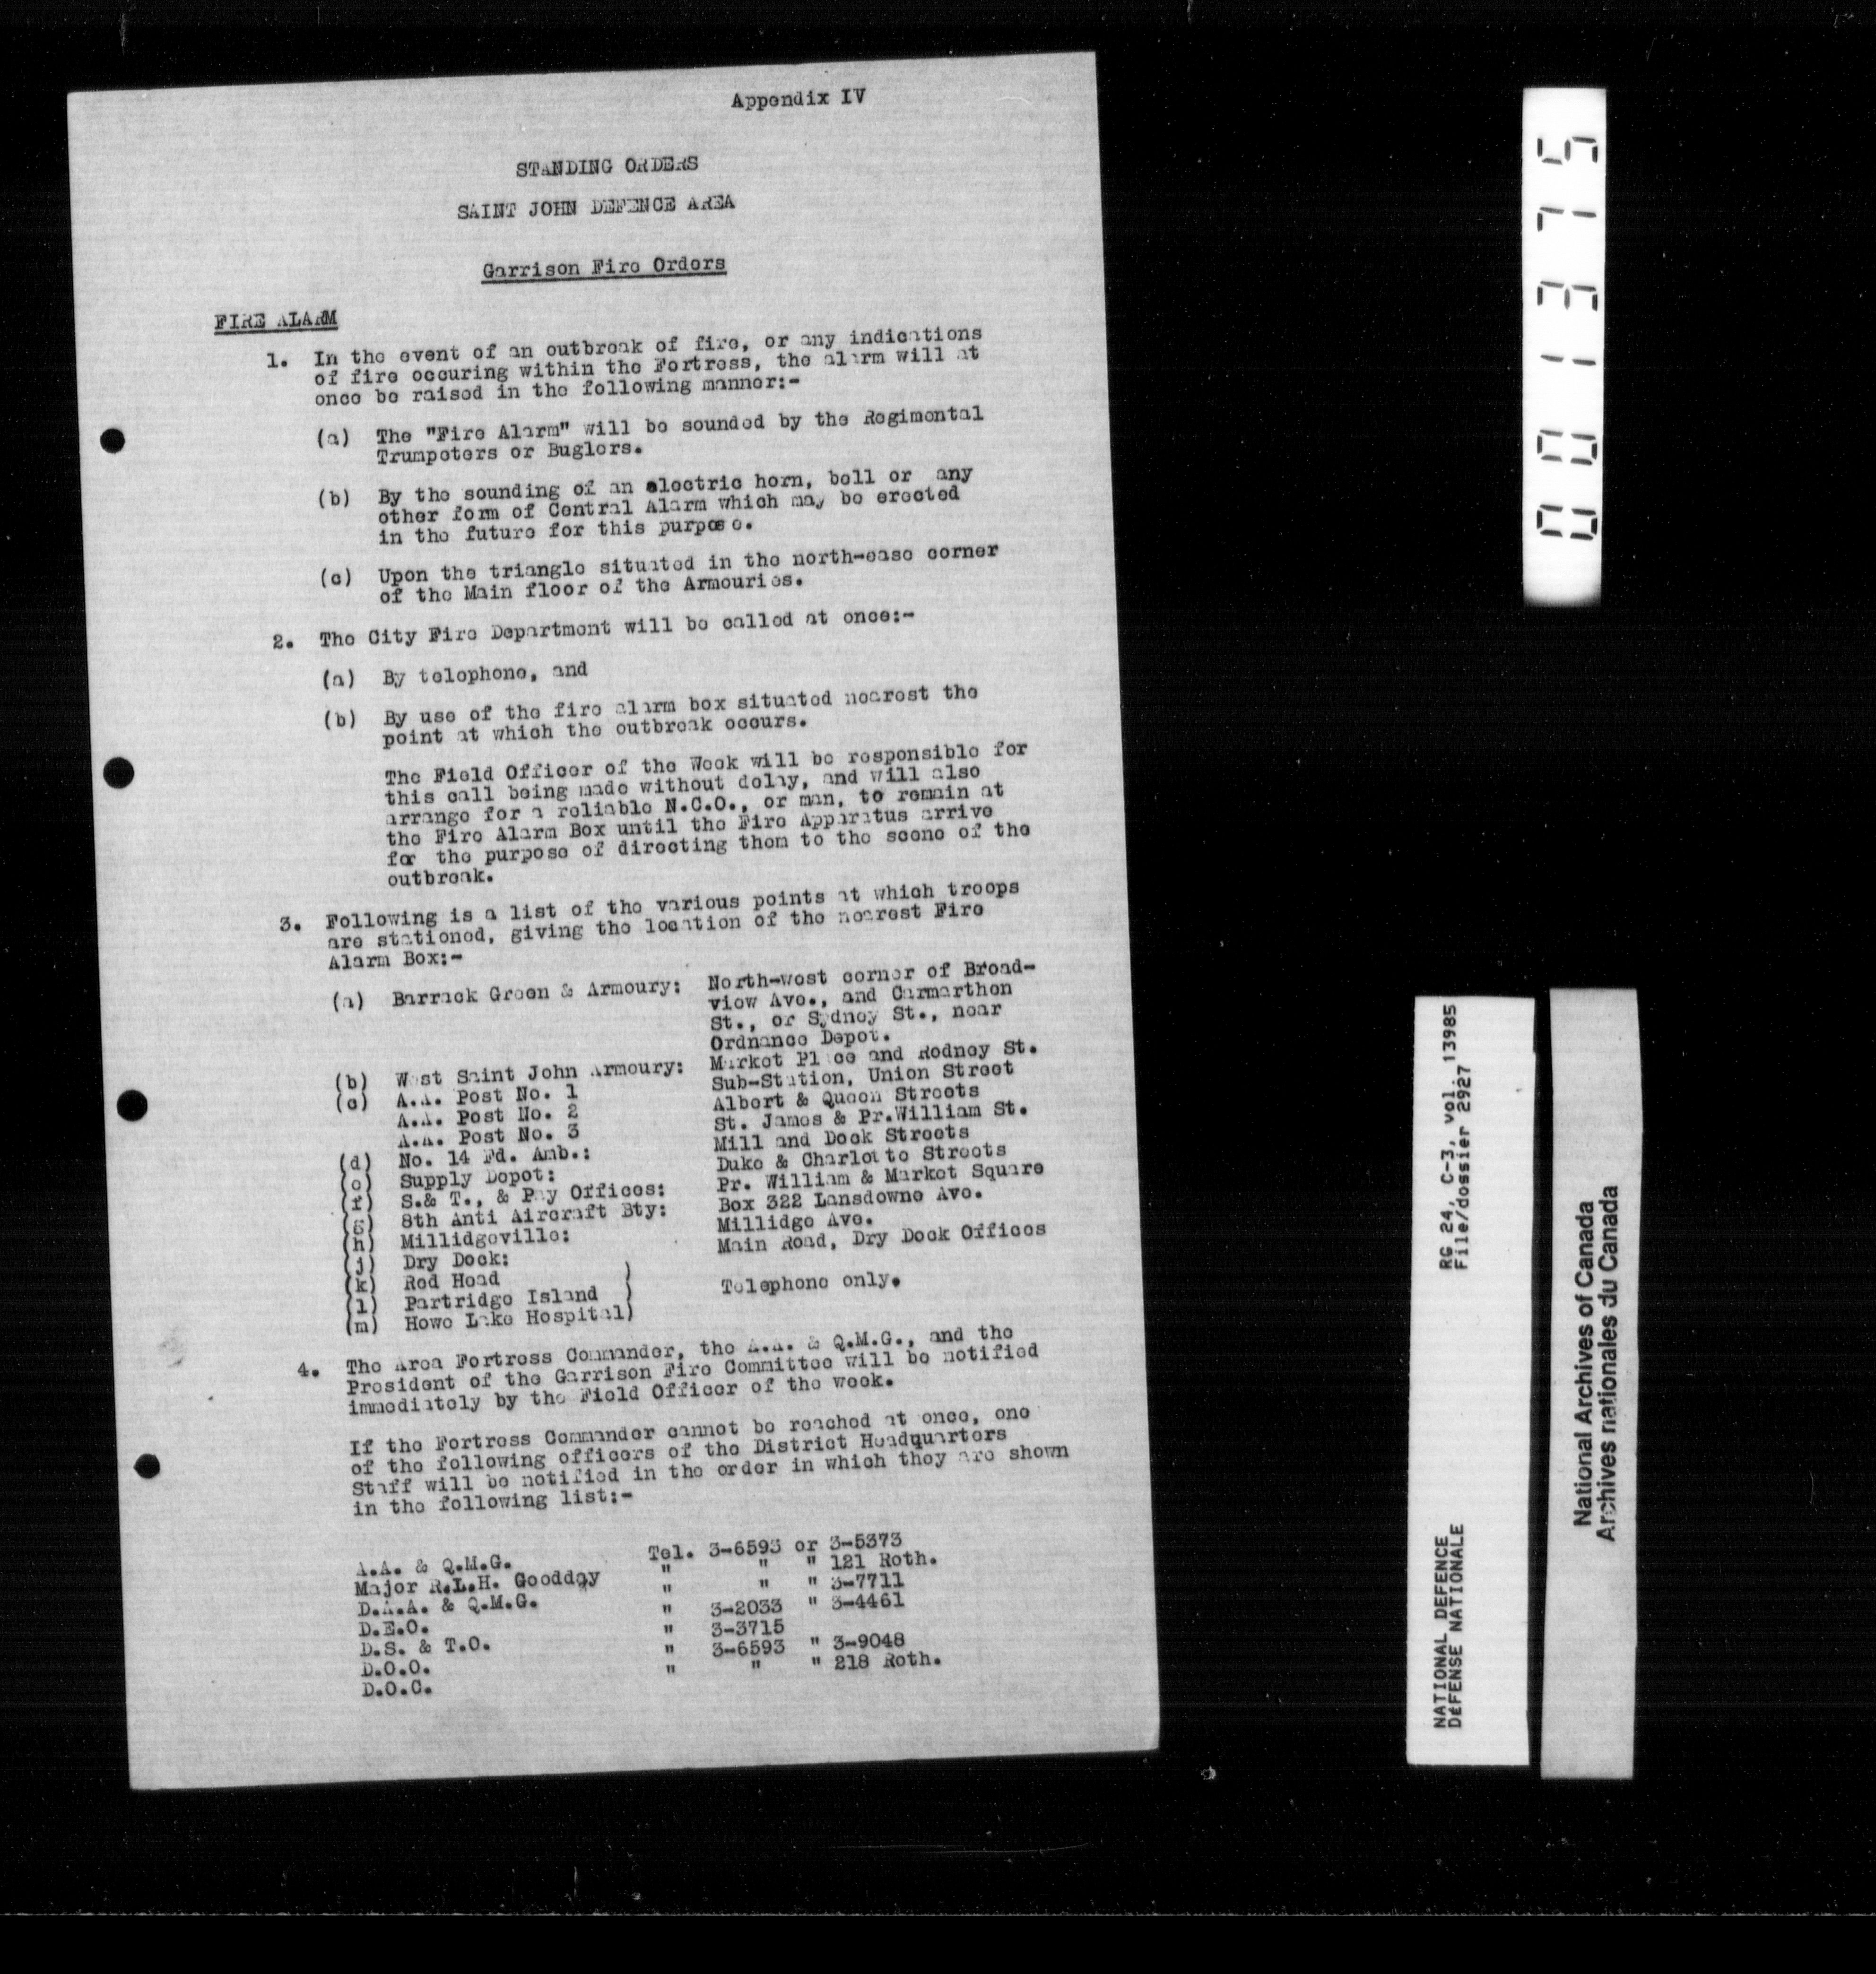 Appendix IV
STANDING ORDERS
SAINT JOHN DEFENCE AREA
Garrison Fire Orders
FIRE ALARM
1. In the event of an outbreak of fire, or any indications
of fire occuring within the Fortress, the alarm will at
once be raised in the following manner:-
(a) The "Fire Alarm" will be sounded by the Regimental
Trumpeters or Buglers.
(b) By the sounding of an electric horn, bell or any
other form of Central Alarm which may be erected
in the future for this purpose.
(c) Upon the triangle situated in the north-ease corner
of the Main floor of the Armouries.
2. The City Fire Department will be called at once:-
(a) By telephone, and
(b) By use of the fire alarm box situated nearest the
point at which the outbreak occurs.
The Field Officer of the Week will be responsible for
this call being made without delay, and will also
arrange for a reliable N.C.O., or man, to remain at
the Fire Alarm Box until the Fire Apparatus arrive
for the purpose of directing them to the scene of the
outbreak.
3. Following is a list of the various points at which troops
are stationed, giving the location of the nearest Fire
Alarm Box:-
(a) Barrack Green & Armoury: North-west corner of Broad-
view Ave., and Carmarthen
St., or Sydney St., near
Ordnance Depot.
(b) West Saint John Armoury: Market Place and Rodney St.
(c) A.A. Post No. 1 Sub-Station, Union Street
A.A. Post No. 2 Albert & Queen Streets
A.A. Post No. 3 St. James & Pr.William St.
(d) No. 14 Fd. Amb.: Mill and Dock Streets
(e) Supply Depot: Duke & Charlotte Streets
(f) S.& T., & Pay Offices: Pr. William & Market Square
(g) 8th Anti Aircraft Bty: Box 322 Lansdowne Ave.
(h) Millidgeville: Millidge Ave.
(j) Dry Dock: Main Road, Dry Dock Offices
(k) Red Head )
(l) Partridge Island ) Telephone only.
(m) Howe Lake Hospital)
4. The Area Fortress Commander, the A.A. & Q.M.G., and the
President of the Garrison Fire Committee will be notified
immediately by the Field Officer of the week.
If the Fortress Commander cannot be reached at once, one
of the following officers of the District Headquarters
Staff will be notified in the order in which they are shown
in the following list:-
A.A. & Q.M.G. Tel. 3-6593 or 3-5373
Major R.L.H. Goodday " " " 121 Roth.
D.A.A. & Q.M.G. " " " 3-7711
D.E.O. " 3-2033 " 3-4461
D.S. & T.O. " 3-3715
D.O.O. " 3-6593 " 3-9048
D.O.C. " " " 218 Roth.
001375
RG 24, C-3, vol. 13985
File/dossier 2927
NATIONAL DEFENCE
DÉFENSE NATIONALE
National Archives of Canada
Archives nationales du Canada